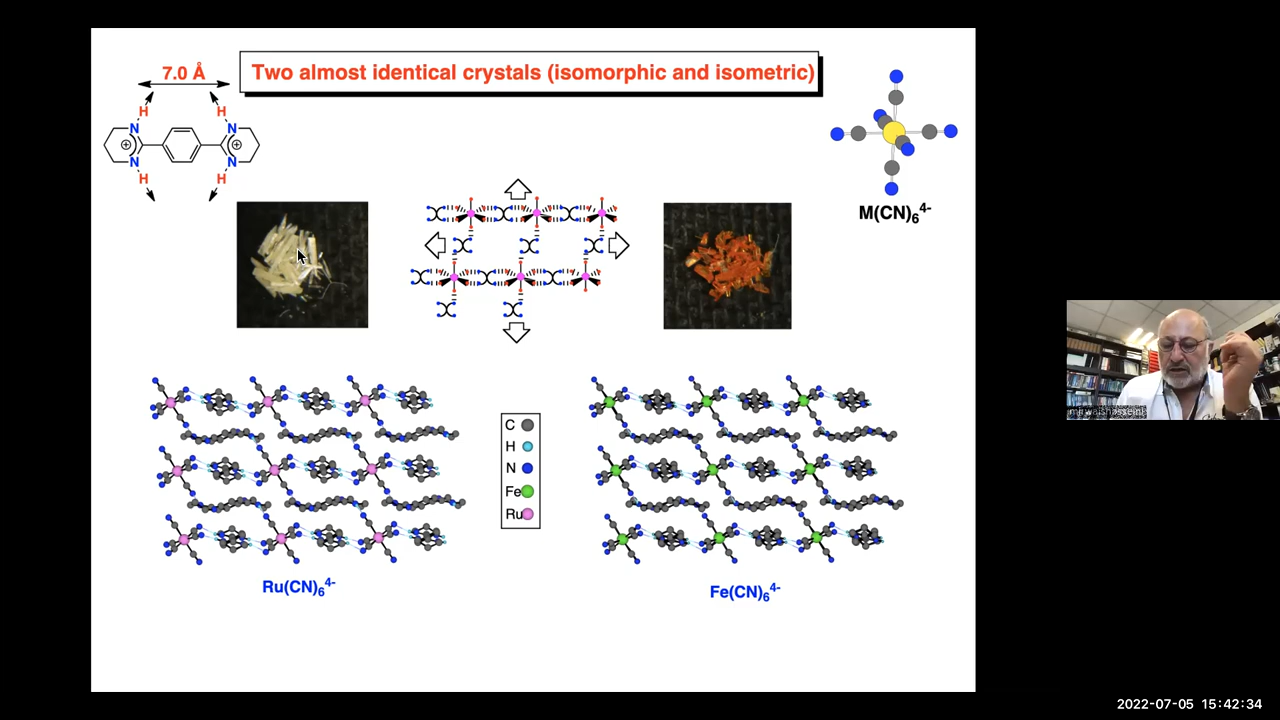 7.0 Å
Two almost identical crystals (isomorphic and isometric)
H H
N N
+ +
N N
H H
M(CN)6 4-
C
H
N
Fe
Ru
Ru(CN)6 4-
Fe(CN)6 4-
2022-07-05 15:42:34